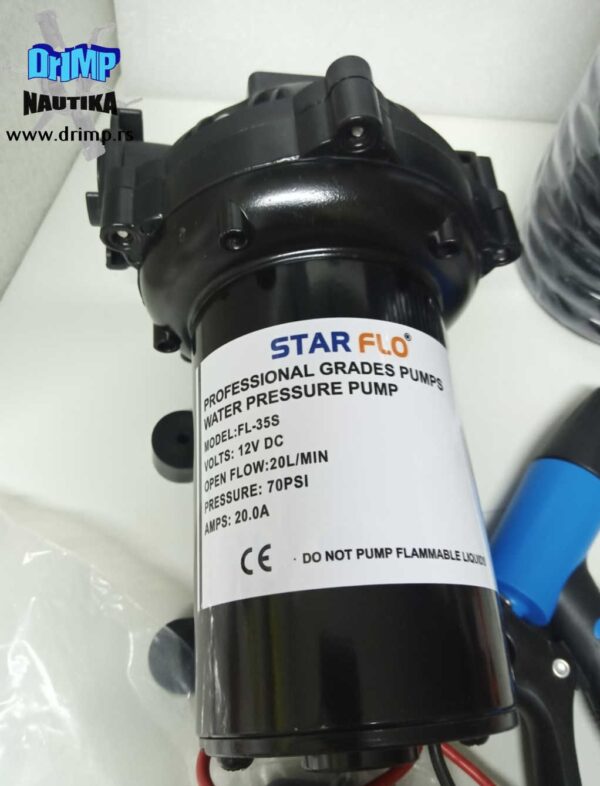 DrIMP
NAUTIKA
www.drimp.rs
STAR FLO®
PROFESSIONAL GRADES PUMPS
WATER PRESSURE PUMP
MODEL:FL-35S
VOLTS: 12V DC
OPEN FLOW:20L/MIN
PRESSURE: 70PSI
AMPS: 20.0A
CE · DO NOT PUMP FLAMMABLE LIQUIDS